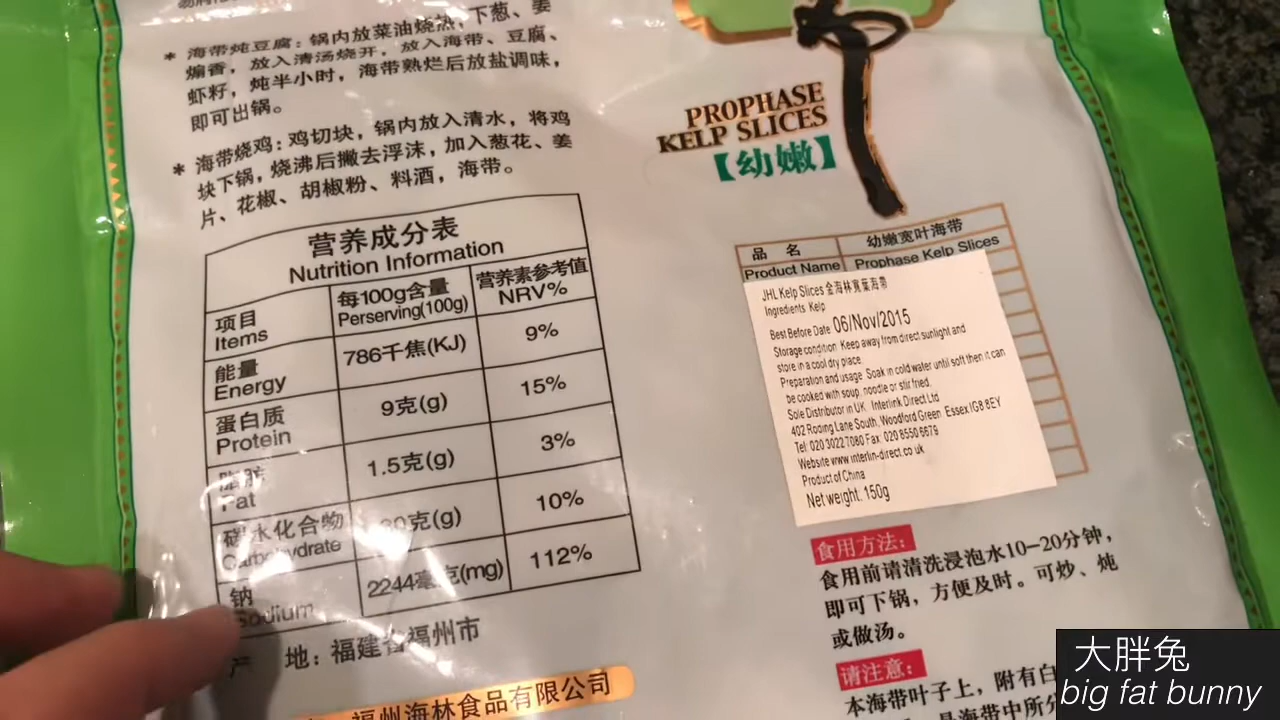 * 海带炖豆腐：锅内放菜油烧热，下葱、姜
煸香，放入清汤烧开，放入海带、豆腐、
虾籽，炖半小时，海带熟烂后放盐调味，
即可出锅。
* 海带烧鸡：鸡切块，锅内放入清水，将鸡
块下锅，烧沸后撇去浮沫，加入葱花、姜
片、花椒、胡椒粉、料酒，海带。
营养成分表
Nutrition Information
项目
Items
每100g含量
Perserving(100g)
营养素参考值
NRV%
能量
Energy
786千焦(KJ)
9%
蛋白质
Protein
9克(g)
15%
脂肪
Fat
1.5克(g)
3%
碳水化合物
Carbohydrate
克(g)
10%
钠
Sodium
2244毫克(mg)
112%
产 地：福建省福州市
福州海林食品有限公司
PROPHASE
KELP SLICES
【幼嫩】
品 名
Product Name
幼嫩宽叶海带
Prophase Kelp Slices
JHL Kelp Slices 金海林寬葉海帶
Ingredients: Kelp
Best Before Date 06/Nov/2015
Storage condition: Keep away from direct sunlight and
store in a cool dry place.
Preparation and usage: Soak in cold water until soft then it can
be cooked with soup, noodle or stir fried.
Sole Distributor in UK: Interlink Direct Ltd
402 Roding Lane South, Woodford Green, Essex IG8 8EY
Tel: 020 3022 7080 Fax: 020 8550 6679
Website www.interlin-direct.co.uk
Product of China
Net weight: 150g
食用方法：
食用前请清洗浸泡水10-20分钟，
即可下锅，方便及时。可炒、炖
或做汤。
请注意：
本海带叶子上，附有白
是海带中所
大胖兔
big fat bunny